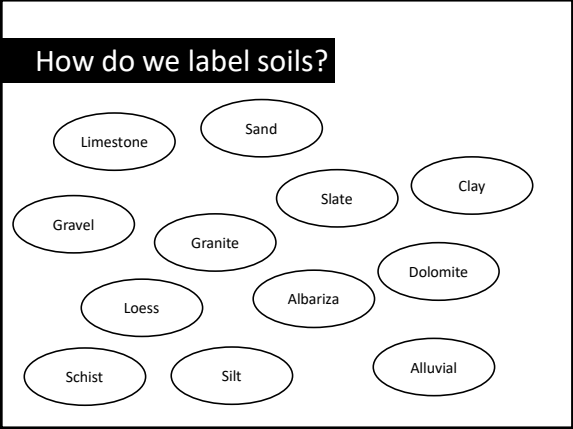 How do we label soils?
Limestone
Sand
Slate
Clay
Gravel
Granite
Dolomite
Loess
Albariza
Schist
Silt
Alluvial